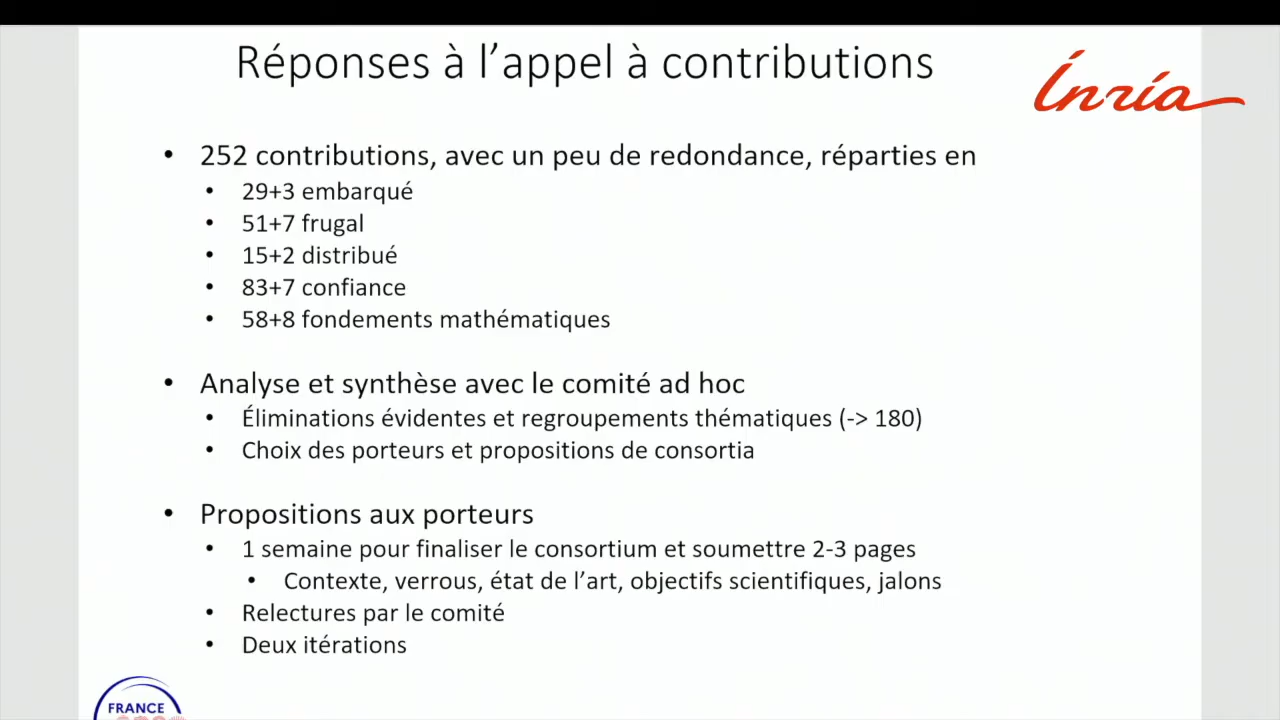 Réponses à l’appel à contributions
Inria
• 252 contributions, avec un peu de redondance, réparties en
• 29+3 embarqué
• 51+7 frugal
• 15+2 distribué
• 83+7 confiance
• 58+8 fondements mathématiques
• Analyse et synthèse avec le comité ad hoc
• Éliminations évidentes et regroupements thématiques (-> 180)
• Choix des porteurs et propositions de consortia
• Propositions aux porteurs
• 1 semaine pour finaliser le consortium et soumettre 2-3 pages
• Contexte, verrous, état de l’art, objectifs scientifiques, jalons
• Relectures par le comité
• Deux itérations
FRANCE